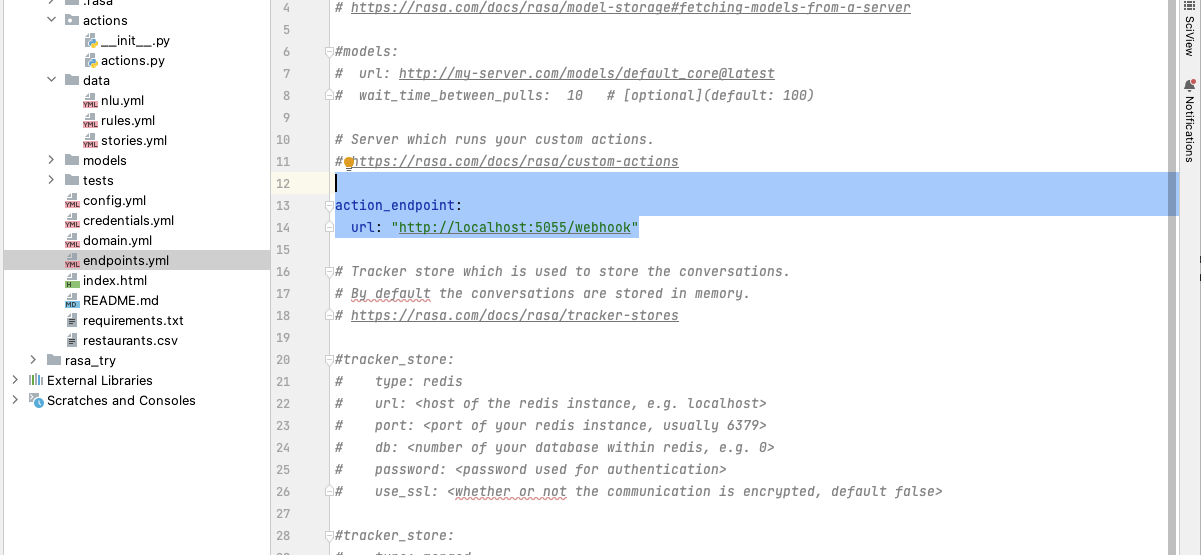 .rasa
actions
__init__.py
actions.py
data
nlu.yml
rules.yml
stories.yml
models
tests
config.yml
credentials.yml
domain.yml
endpoints.yml
index.html
README.md
requirements.txt
restaurants.csv
rasa_try
External Libraries
Scratches and Consoles
4 # https://rasa.com/docs/rasa/model-storage#fetching-models-from-a-server
5
6 #models:
7 #  url: http://my-server.com/models/default_core@latest
8 #  wait_time_between_pulls:  10   # [optional](default: 100)
9
10 # Server which runs your custom actions.
11 # https://rasa.com/docs/rasa/custom-actions
12
13 action_endpoint:
14   url: "http://localhost:5055/webhook"
15
16 # Tracker store which is used to store the conversations.
17 # By default the conversations are stored in memory.
18 # https://rasa.com/docs/rasa/tracker-stores
19
20 #tracker_store:
21 #    type: redis
22 #    url: <host of the redis instance, e.g. localhost>
23 #    port: <port of your redis instance, usually 6379>
24 #    db: <number of your database within redis, e.g. 0>
25 #    password: <password used for authentication>
26 #    use_ssl: <whether or not the communication is encrypted, default false>
27
28 #tracker_store:
SciView
Notifications